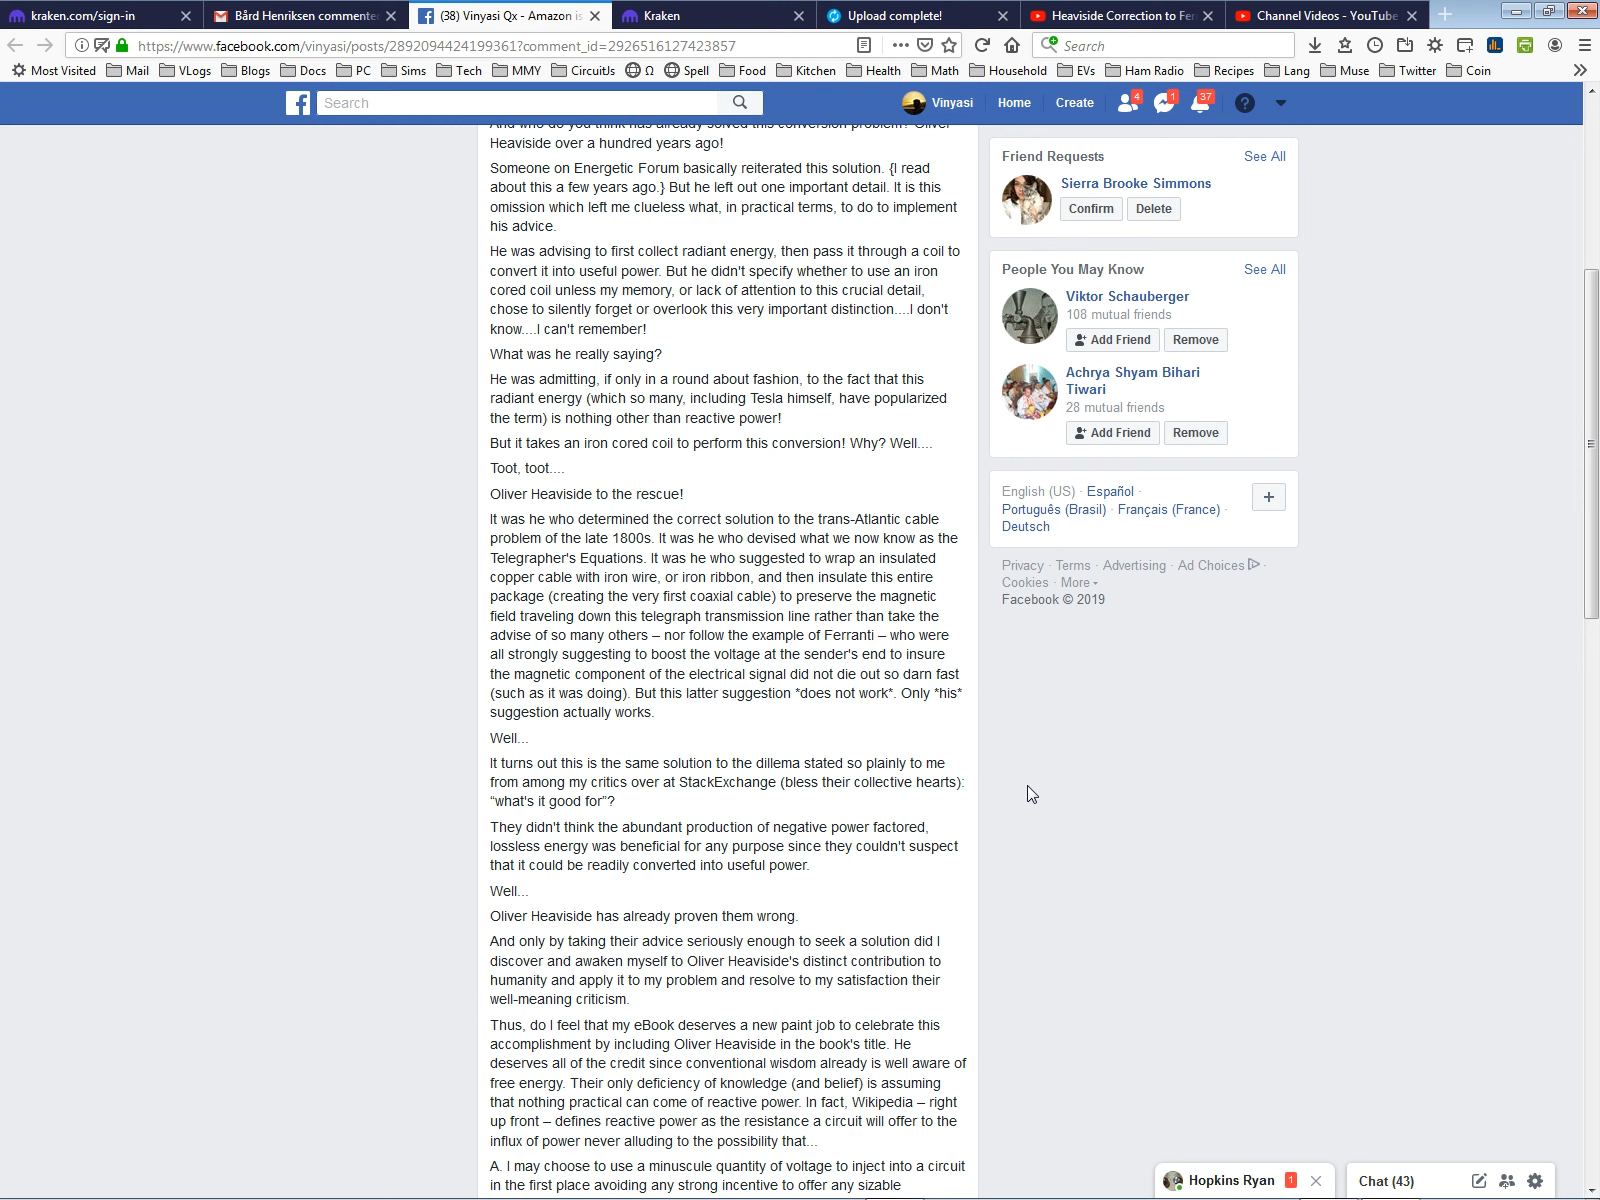 kraken.com/sign-in
Bård Henriksen commente
(38) Vinyasi Qx - Amazon is
Kraken
Upload complete!
Heaviside Correction to Fer
Channel Videos - YouTube
https://www.facebook.com/vinyasi/posts/2892094424199361?comment_id=2926516127423857
Search
Most Visited
Mail
VLogs
Blogs
Docs
PC
Sims
Tech
MMY
CircuitJs
Ω
Spell
Food
Kitchen
Health
Math
Household
EVs
Ham Radio
Recipes
Lang
Muse
Twitter
Coin
Search
Vinyasi
Home
Create
4
1
37
And who do you think has already solved this conversion problem? Oliver
Heaviside over a hundred years ago!
Someone on Energetic Forum basically reiterated this solution. {I read
about this a few years ago.} But he left out one important detail. It is this
omission which left me clueless what, in practical terms, to do to implement
his advice.
He was advising to first collect radiant energy, then pass it through a coil to
convert it into useful power. But he didn't specify whether to use an iron
cored coil unless my memory, or lack of attention to this crucial detail,
chose to silently forget or overlook this very important distinction....I don't
know....I can't remember!
What was he really saying?
He was admitting, if only in a round about fashion, to the fact that this
radiant energy (which so many, including Tesla himself, have popularized
the term) is nothing other than reactive power!
But it takes an iron cored coil to perform this conversion! Why? Well....
Toot, toot....
Oliver Heaviside to the rescue!
It was he who determined the correct solution to the trans-Atlantic cable
problem of the late 1800s. It was he who devised what we now know as the
Telegrapher's Equations. It was he who suggested to wrap an insulated
copper cable with iron wire, or iron ribbon, and then insulate this entire
package (creating the very first coaxial cable) to preserve the magnetic
field traveling down this telegraph transmission line rather than take the
advise of so many others – nor follow the example of Ferranti – who were
all strongly suggesting to boost the voltage at the sender's end to insure
the magnetic component of the electrical signal did not die out so darn fast
(such as it was doing). But this latter suggestion *does not work*. Only *his*
suggestion actually works.
Well...
It turns out this is the same solution to the dillema stated so plainly to me
from among my critics over at StackExchange (bless their collective hearts):
“what's it good for”?
They didn't think the abundant production of negative power factored,
lossless energy was beneficial for any purpose since they couldn't suspect
that it could be readily converted into useful power.
Well...
Oliver Heaviside has already proven them wrong.
And only by taking their advice seriously enough to seek a solution did I
discover and awaken myself to Oliver Heaviside's distinct contribution to
humanity and apply it to my problem and resolve to my satisfaction their
well-meaning criticism.
Thus, do I feel that my eBook deserves a new paint job to celebrate this
accomplishment by including Oliver Heaviside in the book's title. He
deserves all of the credit since conventional wisdom already is well aware of
free energy. Their only deficiency of knowledge (and belief) is assuming
that nothing practical can come of reactive power. In fact, Wikipedia – right
up front – defines reactive power as the resistance a circuit will offer to the
influx of power never alluding to the possibility that...
A. I may choose to use a minuscule quantity of voltage to inject into a circuit
in the first place avoiding any strong incentive to offer any sizable
Friend Requests
See All
Sierra Brooke Simmons
Confirm
Delete
People You May Know
See All
Viktor Schauberger
108 mutual friends
Add Friend
Remove
Achrya Shyam Bihari
Tiwari
28 mutual friends
Add Friend
Remove
English (US) · Español ·
Português (Brasil) · Français (France) ·
Deutsch
Privacy · Terms · Advertising · Ad Choices ·
Cookies · More
Facebook © 2019
Hopkins Ryan
1
Chat (43)